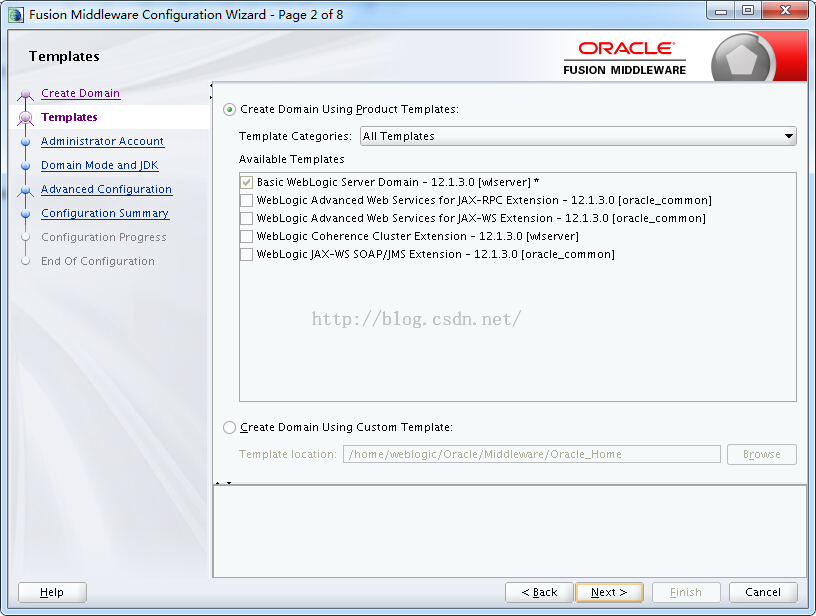 Fusion Middleware Configuration Wizard - Page 2 of 8
Templates
ORACLE
FUSION MIDDLEWARE
Create Domain
Templates
Administrator Account
Domain Mode and JDK
Advanced Configuration
Configuration Summary
Configuration Progress
End Of Configuration
Create Domain Using Product Templates:
Template Categories: All Templates
Available Templates
Basic WebLogic Server Domain - 12.1.3.0 [wlserver] *
WebLogic Advanced Web Services for JAX-RPC Extension - 12.1.3.0 [oracle_common]
WebLogic Advanced Web Services for JAX-WS Extension - 12.1.3.0 [oracle_common]
WebLogic Coherence Cluster Extension - 12.1.3.0 [wlserver]
WebLogic JAX-WS SOAP/JMS Extension - 12.1.3.0 [oracle_common]
http://blog.csdn.net/
Create Domain Using Custom Template:
Template location: /home/weblogic/Oracle/Middleware/Oracle_Home Browse
Help < Back Next > Finish Cancel